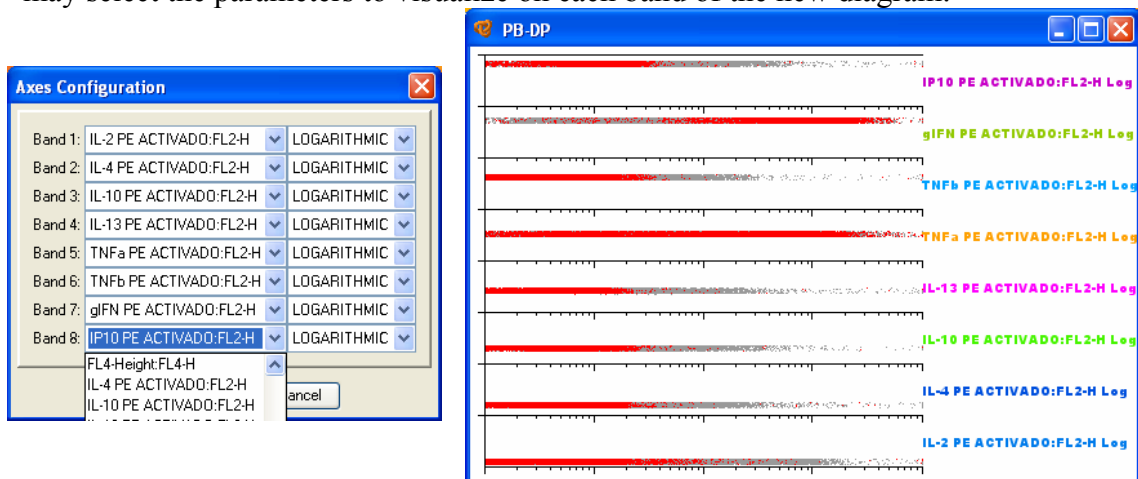 may select the parameters to visualize on each band of the new diagram.
Axes Configuration
Band 1: IL-2 PE ACTIVADO:FL2-H LOGARITHMIC
Band 2: IL-4 PE ACTIVADO:FL2-H LOGARITHMIC
Band 3: IL-10 PE ACTIVADO:FL2-H LOGARITHMIC
Band 4: IL-13 PE ACTIVADO:FL2-H LOGARITHMIC
Band 5: TNFa PE ACTIVADO:FL2-H LOGARITHMIC
Band 6: TNFb PE ACTIVADO:FL2-H LOGARITHMIC
Band 7: gIFN PE ACTIVADO:FL2-H LOGARITHMIC
Band 8: IP10 PE ACTIVADO:FL2-H LOGARITHMIC
FL4-Height:FL4-H
IL-4 PE ACTIVADO:FL2-H
IL-10 PE ACTIVADO:FL2-H
ancel
PB-DP
IP10 PE ACTIVADO:FL2-H Log
gIFN PE ACTIVADO:FL2-H Log
TNFb PE ACTIVADO:FL2-H Log
TNFa PE ACTIVADO:FL2-H Log
IL-13 PE ACTIVADO:FL2-H Log
IL-10 PE ACTIVADO:FL2-H Log
IL-4 PE ACTIVADO:FL2-H Log
IL-2 PE ACTIVADO:FL2-H Log